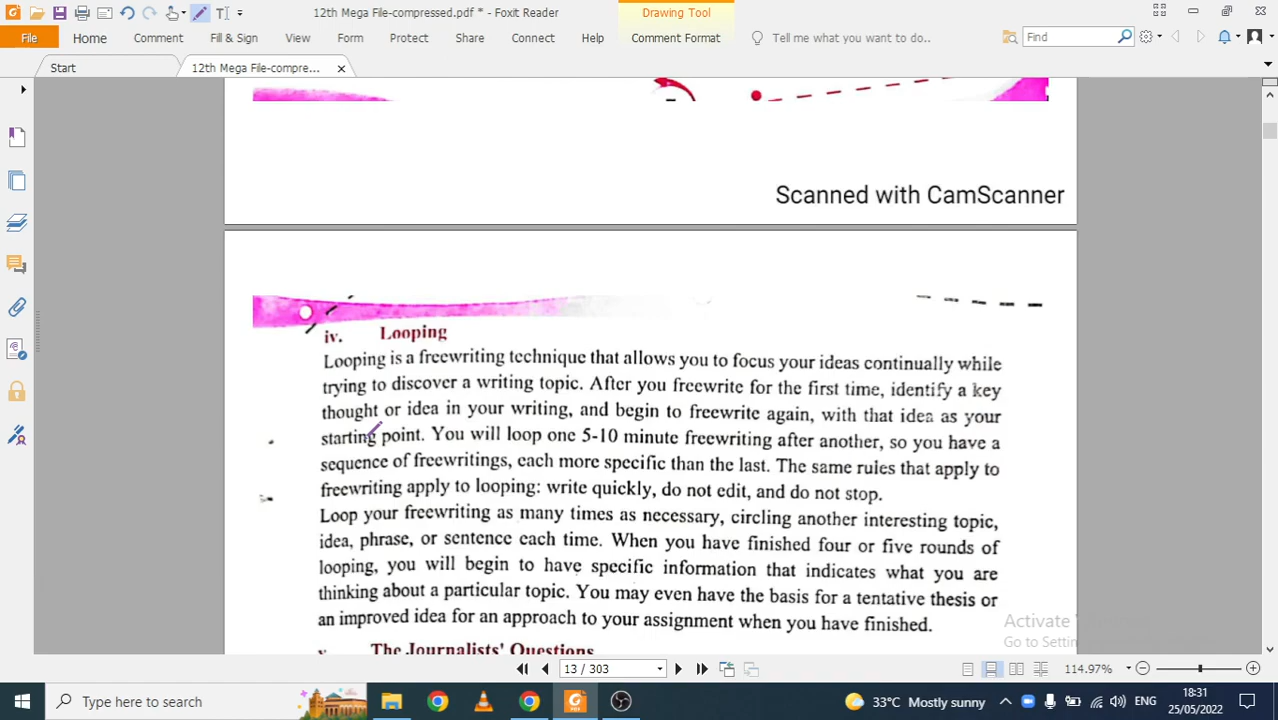 12th Mega File-compressed.pdf * - Foxit Reader
Drawing Tool
File Home Comment Fill & Sign View Form Protect Share Connect Help Comment Format Tell me what you want to do.. Find
Start 12th Mega File-compre...
Scanned with CamScanner
iv. Looping
Looping is a freewriting technique that allows you to focus your ideas continually while
trying to discover a writing topic. After you freewrite for the first time, identify a key
thought or idea in your writing, and begin to freewrite again, with that idea as your
starting point. You will loop one 5-10 minute freewriting after another, so you have a
sequence of freewritings, each more specific than the last. The same rules that apply to
freewriting apply to looping: write quickly, do not edit, and do not stop.
Loop your freewriting as many times as necessary, circling another interesting topic,
idea, phrase, or sentence each time. When you have finished four or five rounds of
looping, you will begin to have specific information that indicates what you are
thinking about a particular topic. You may even have the basis for a tentative thesis or
an improved idea for an approach to your assignment when you have finished.
Activate
Go to Settin
v. The Journalists' Questions
13 / 303
114.97%
Type here to search
33°C Mostly sunny
ENG
18:31
25/05/2022